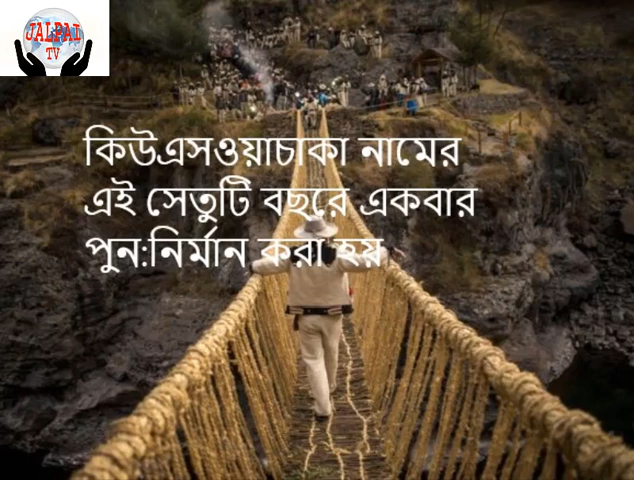 JALPAI
TV
কিউএসওয়াচাকা নামের
এই সেতুটি বছরে একবার
পুন:নির্মান করা হয়